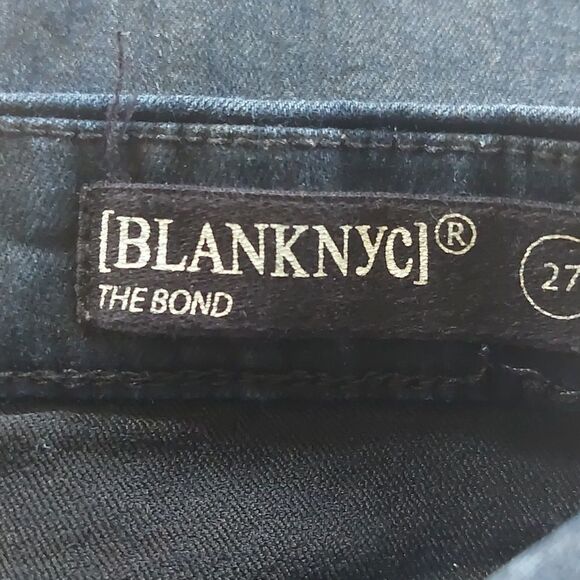 [BLANKNYC]®
THE BOND
27